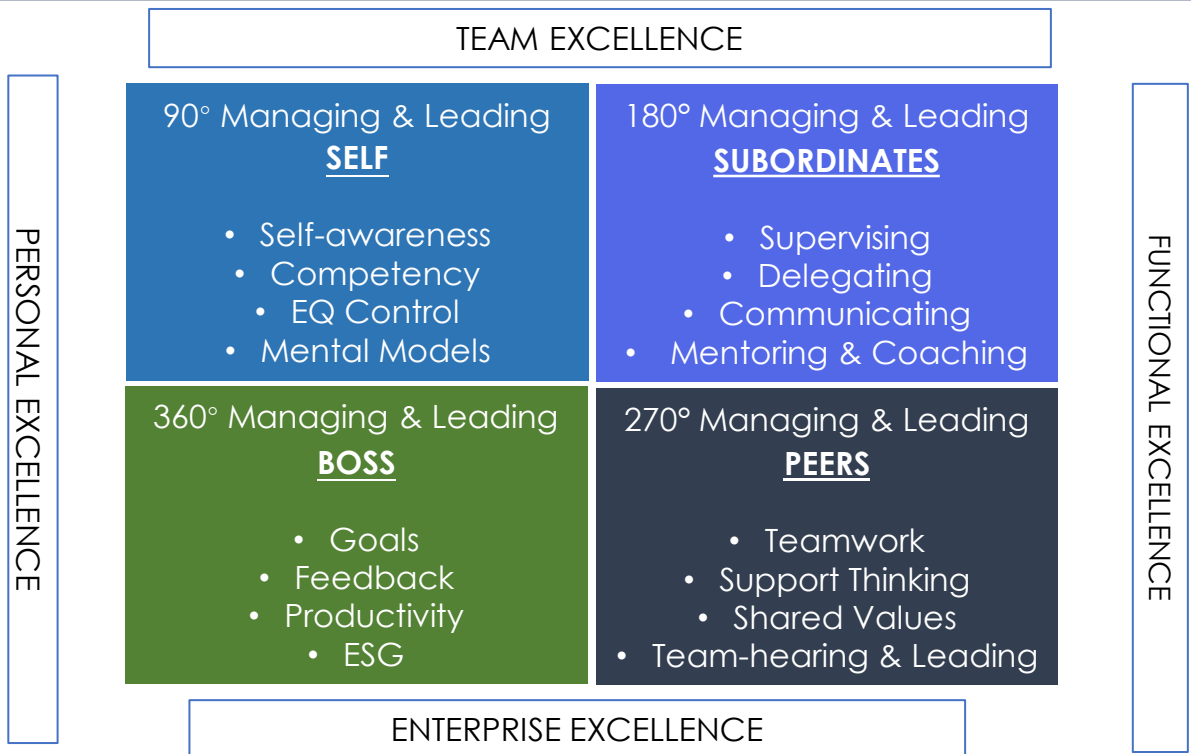 TEAM EXCELLENCE
PERSONAL EXCELLENCE
90° Managing & Leading
SELF
• Self-awareness
• Competency
• EQ Control
• Mental Models
180° Managing & Leading
SUBORDINATES
• Supervising
• Delegating
• Communicating
• Mentoring & Coaching
FUNCTIONAL EXCELLENCE
360° Managing & Leading
BOSS
• Goals
• Feedback
• Productivity
• ESG
270° Managing & Leading
PEERS
• Teamwork
• Support Thinking
• Shared Values
• Team-hearing & Leading
ENTERPRISE EXCELLENCE